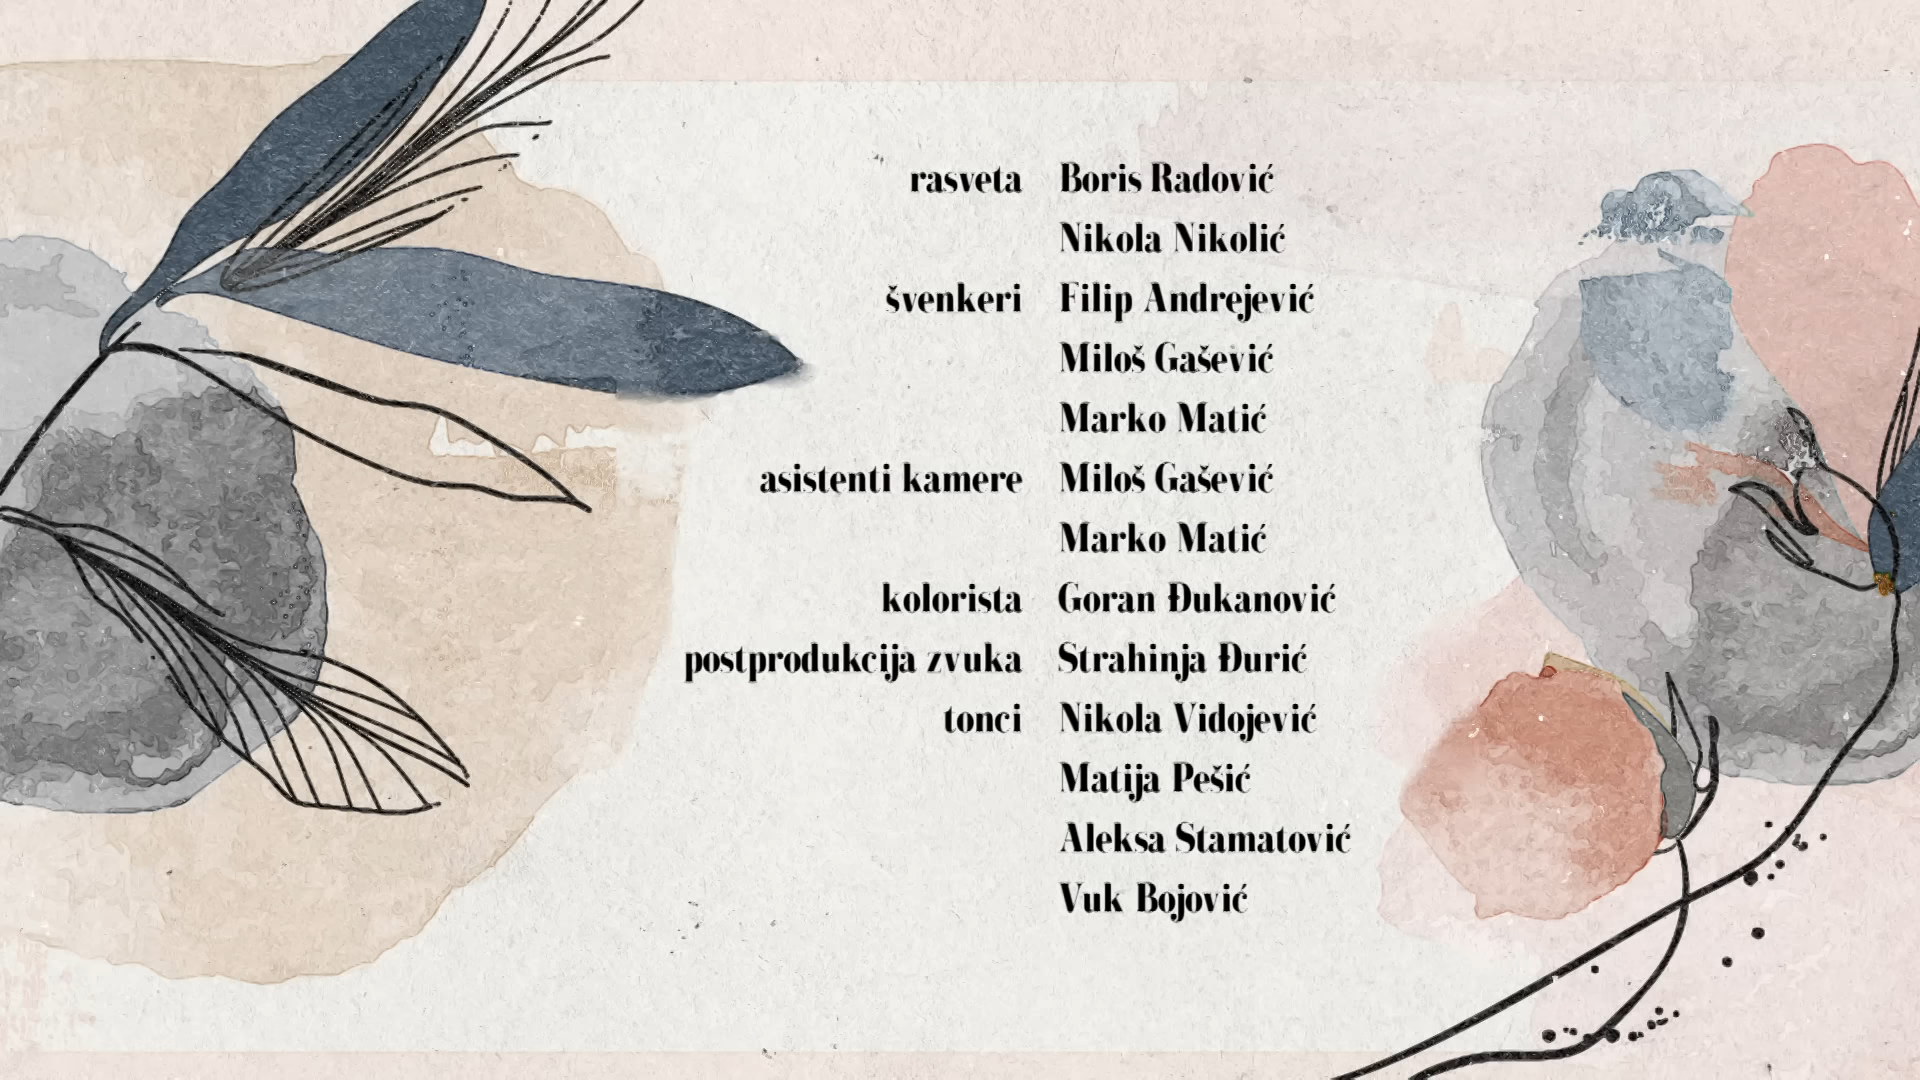 rasveta Boris Radović
Nikola Nikolić
švenkeri Filip Andrejević
Miloš Gašević
Marko Matić
asistenti kamere Miloš Gašević
Marko Matić
kolorista Goran Đukanović
postprodukcija zvuka Strahinja Đurić
tonci Nikola Vidojević
Matija Pešić
Aleksa Stamatović
Vuk Bojović